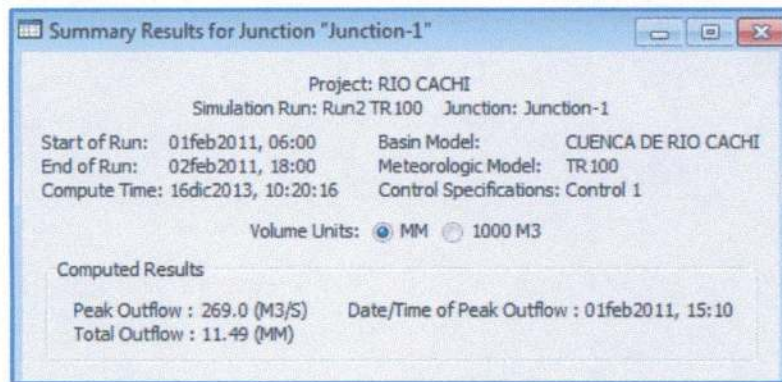 Summary Results for Junction "Junction-1"
Project: RIO CACHI
Simulation Run: Run2 TR100 Junction: Junction-1
Start of Run: 01feb2011, 06:00 Basin Model: CUENCA DE RIO CACHI
End of Run: 02feb2011, 18:00 Meteorologic Model: TR100
Compute Time: 16dic2013, 10:20:16 Control Specifications: Control 1
Volume Units: MM 1000 M3
Computed Results
Peak Outflow : 269.0 (M3/S) Date/Time of Peak Outflow : 01feb2011, 15:10
Total Outflow : 11.49 (MM)